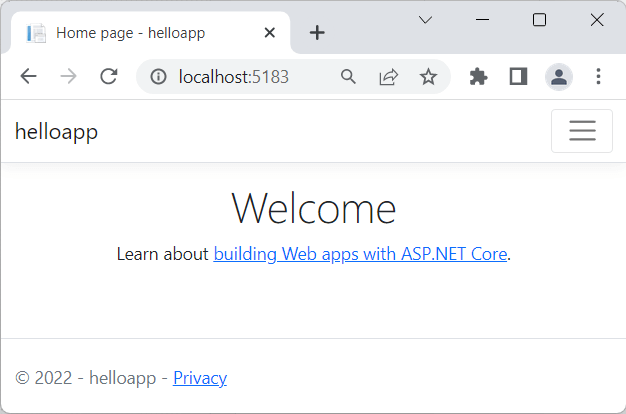 Home page - helloapp
localhost:5183
helloapp
Welcome
Learn about building Web apps with ASP.NET Core.
© 2022 - helloapp - Privacy